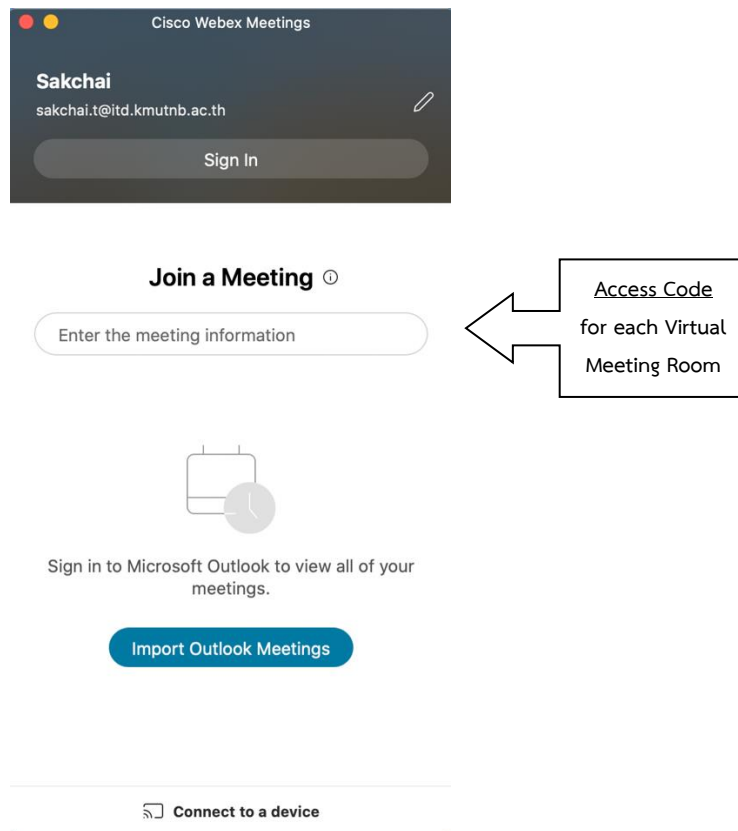 Cisco Webex Meetings
Sakchai
sakchai.t@itd.kmutnb.ac.th
Sign In
Join a Meeting
Enter the meeting information
Access Code
for each Virtual
Meeting Room
Sign in to Microsoft Outlook to view all of your
meetings.
Import Outlook Meetings
Connect to a device